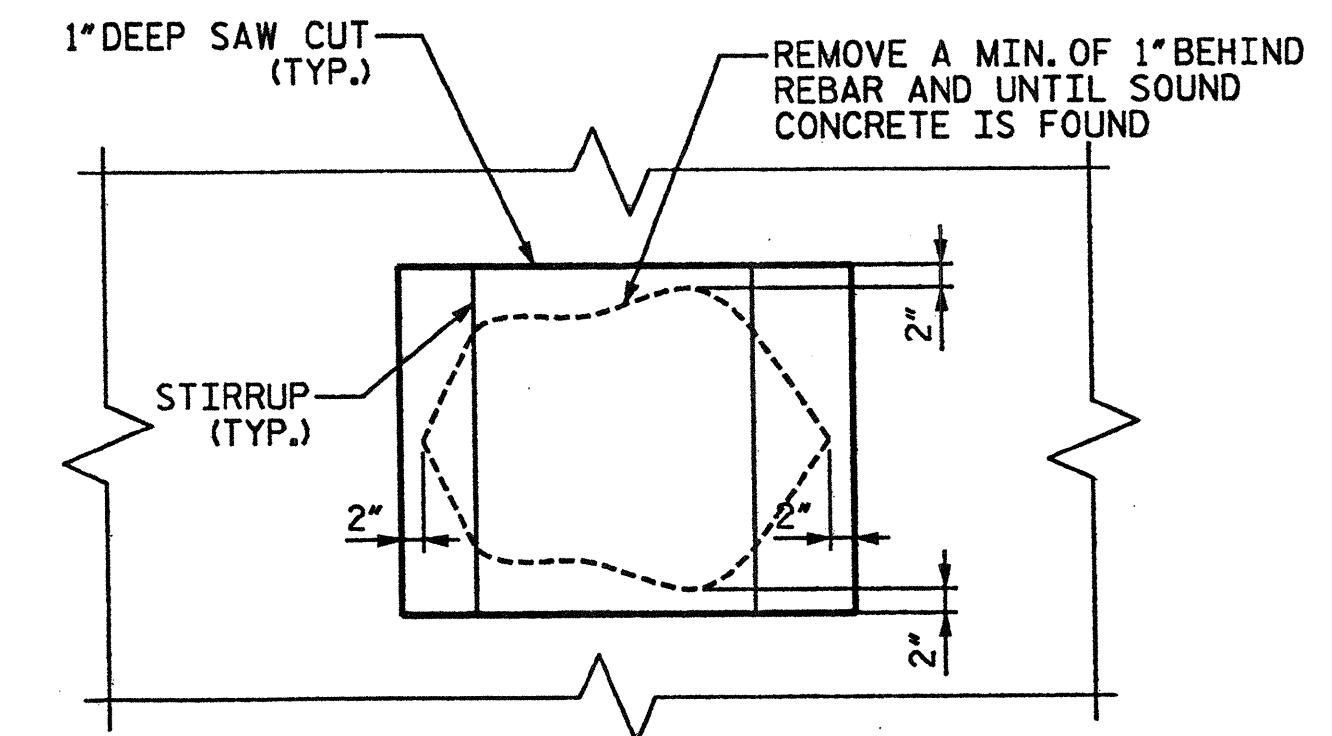 1" DEEP SAW CUT
(TYP.)
REMOVE A MIN. OF 1" BEHIND
REBAR AND UNTIL SOUND
CONCRETE IS FOUND
2"
STIRRUP
(TYP.)
2"
2"
2"